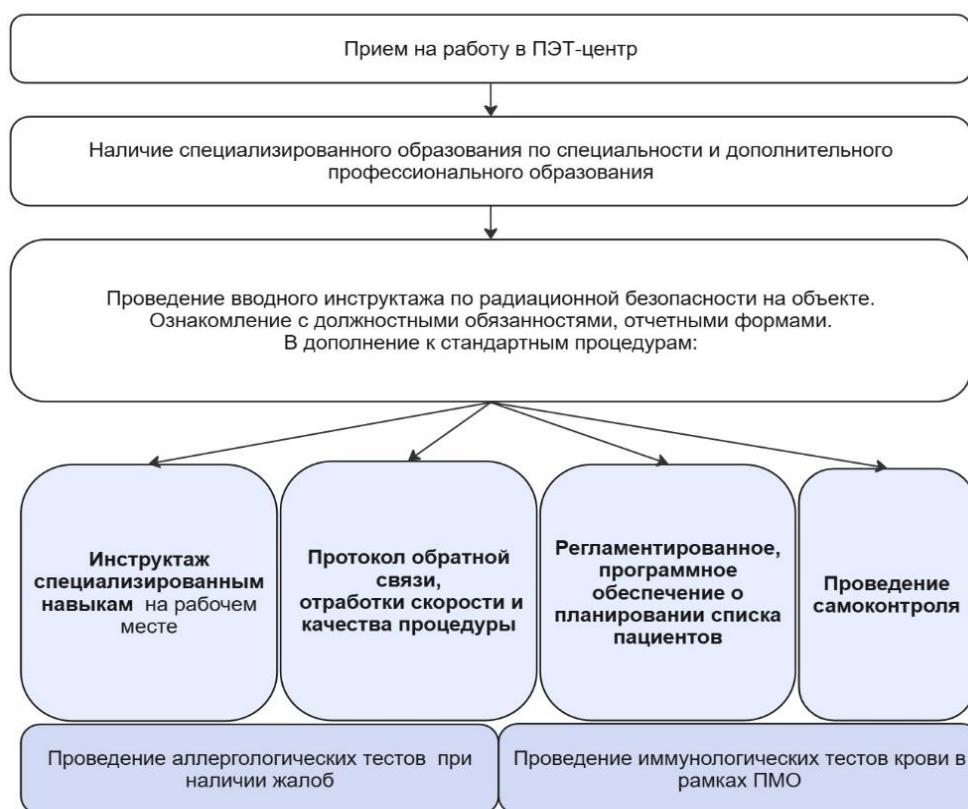 Прием на работу в ПЭТ-центр
Наличие специализированного образования по специальности и дополнительного
профессионального образования
Проведение вводного инструктажа по радиационной безопасности на объекте.
Ознакомление с должностными обязанностями, отчетными формами.
В дополнение к стандартным процедурам:
Инструктаж
специализированным
навыкам на рабочем
месте
Протокол обратной
связи,
отработки скорости и
качества процедуры
Регламентированное,
программное
обеспечение о
планировании списка
пациентов
Проведение
самоконтроля
Проведение аллергологических тестов при
наличии жалоб
Проведение иммунологических тестов крови в
рамках ПМО